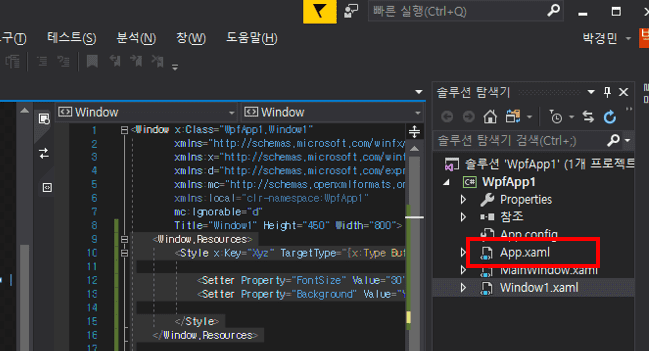 빠른 실행(Ctrl+Q)
구(T) 테스트(S) 분석(N) 창(W) 도움말(H) 박경민
Window Window
솔루션 탐색기
솔루션 탐색기 검색(Ctrl+;)
1 <Window x:Class="WpfApp1.Window1"
2 xmlns="http://schemas.microsoft.com/winfx/
3 xmlns:x="http://schemas.microsoft.com/winf
4 xmlns:d="http://schemas.microsoft.com/expr
5 xmlns:mc="http://schemas.openxmlformats.or
6 xmlns:local="clr-namespace:WpfApp1"
7 mc:Ignorable="d"
8 Title="Window1" Height="450" Width="800">
9 <Window.Resources>
10 <Style x:Key="Xyz" TargetType="{x:Type But
11
12 <Setter Property="FontSize" Value="30"
13 <Setter Property="Background" Value="
14
15 </Style>
16 </Window.Resources>
17
솔루션 'WpfApp1' (1개 프로젝트
WpfApp1
Properties
참조
App.config
App.xaml
MainWindow.xaml
Window1.xaml